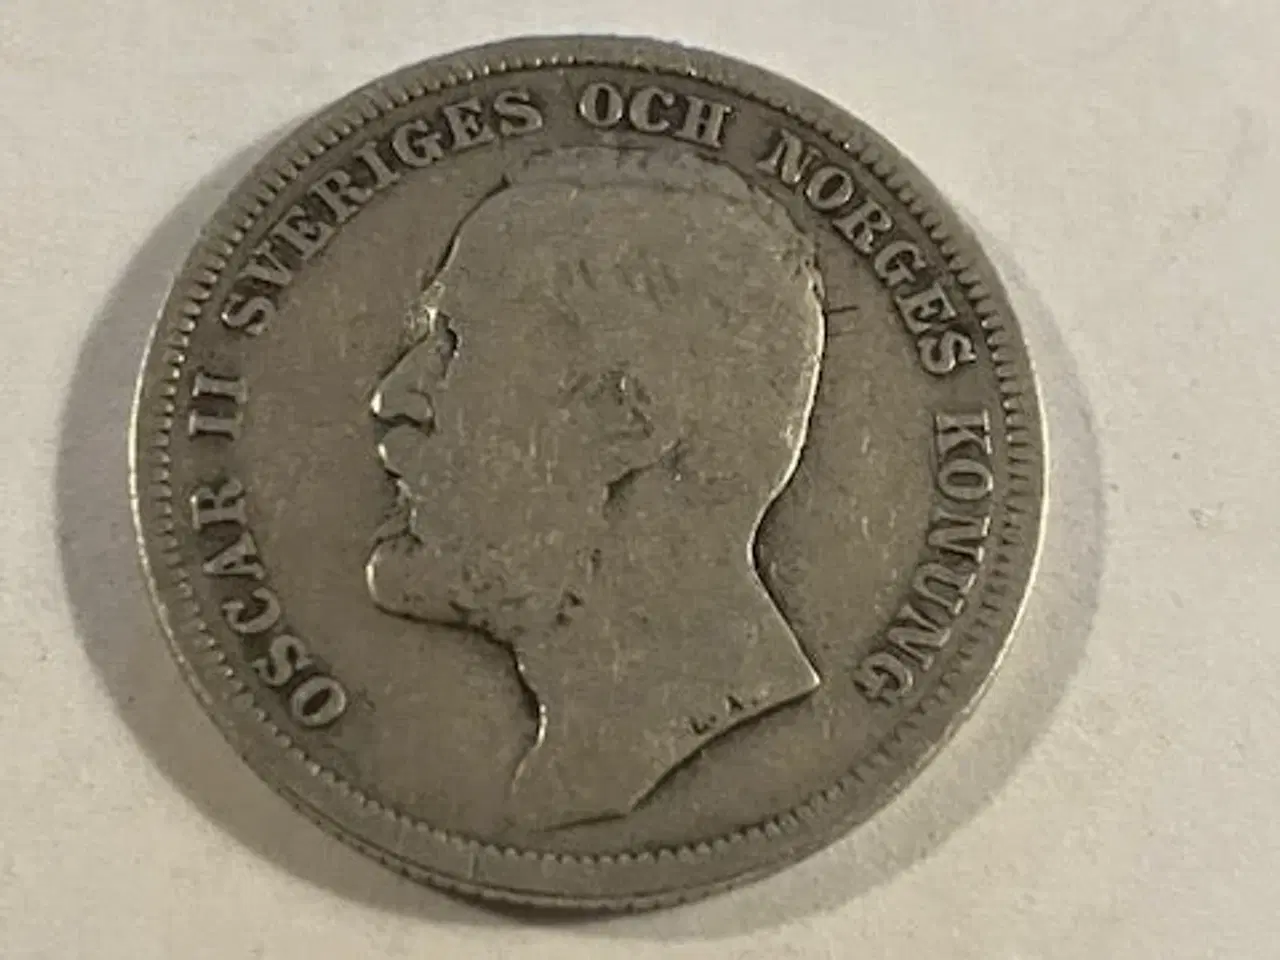 OSCAR II SVERIGES OCH NORGES KONUNG
L. A.